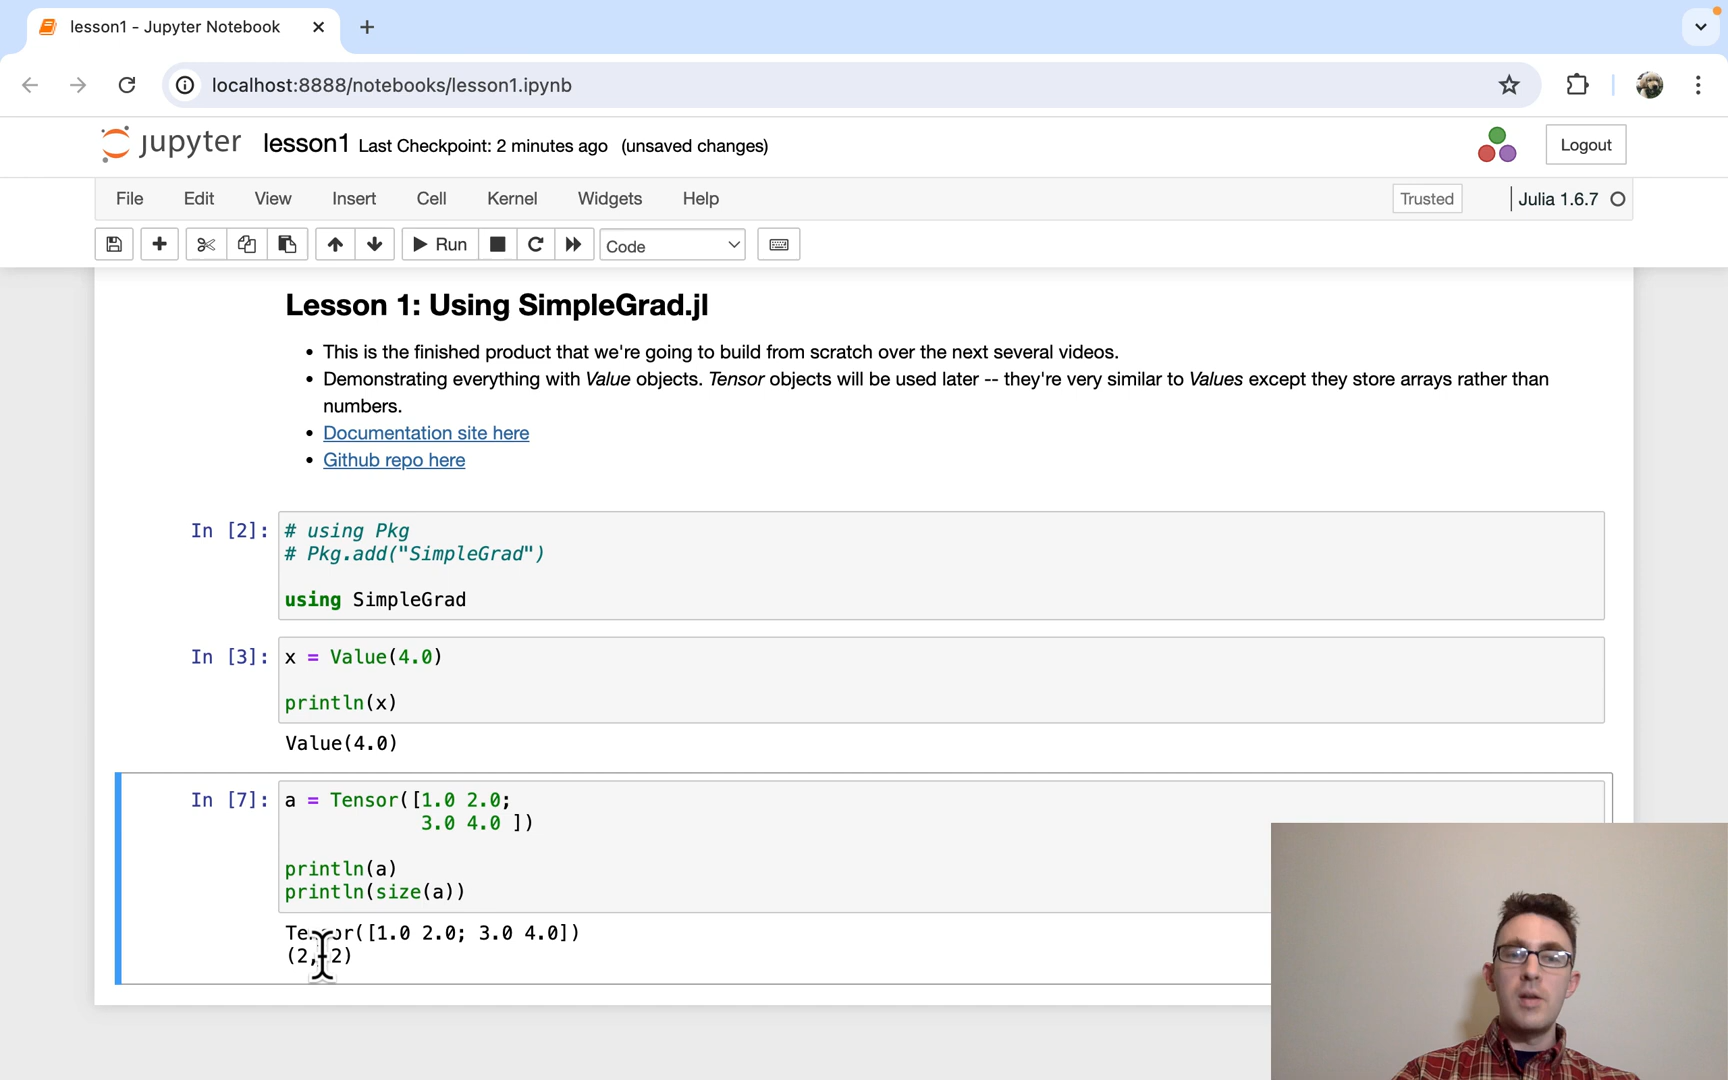 lesson1 - Jupyter Notebook
localhost:8888/notebooks/lesson1.ipynb
jupyter lesson1 Last Checkpoint: 2 minutes ago (unsaved changes) Logout
File Edit View Insert Cell Kernel Widgets Help Trusted Julia 1.6.7
Run Code
Lesson 1: Using SimpleGrad.jl
• This is the finished product that we're going to build from scratch over the next several videos.
• Demonstrating everything with Value objects. Tensor objects will be used later -- they're very similar to Values except they store arrays rather than
numbers.
• Documentation site here
• Github repo here
In [2]: # using Pkg
# Pkg.add("SimpleGrad")
using SimpleGrad
In [3]: x = Value(4.0)
println(x)
Value(4.0)
In [7]: a = Tensor([1.0 2.0;
3.0 4.0 ])
println(a)
println(size(a))
Tensor([1.0 2.0; 3.0 4.0])
(2, 2)